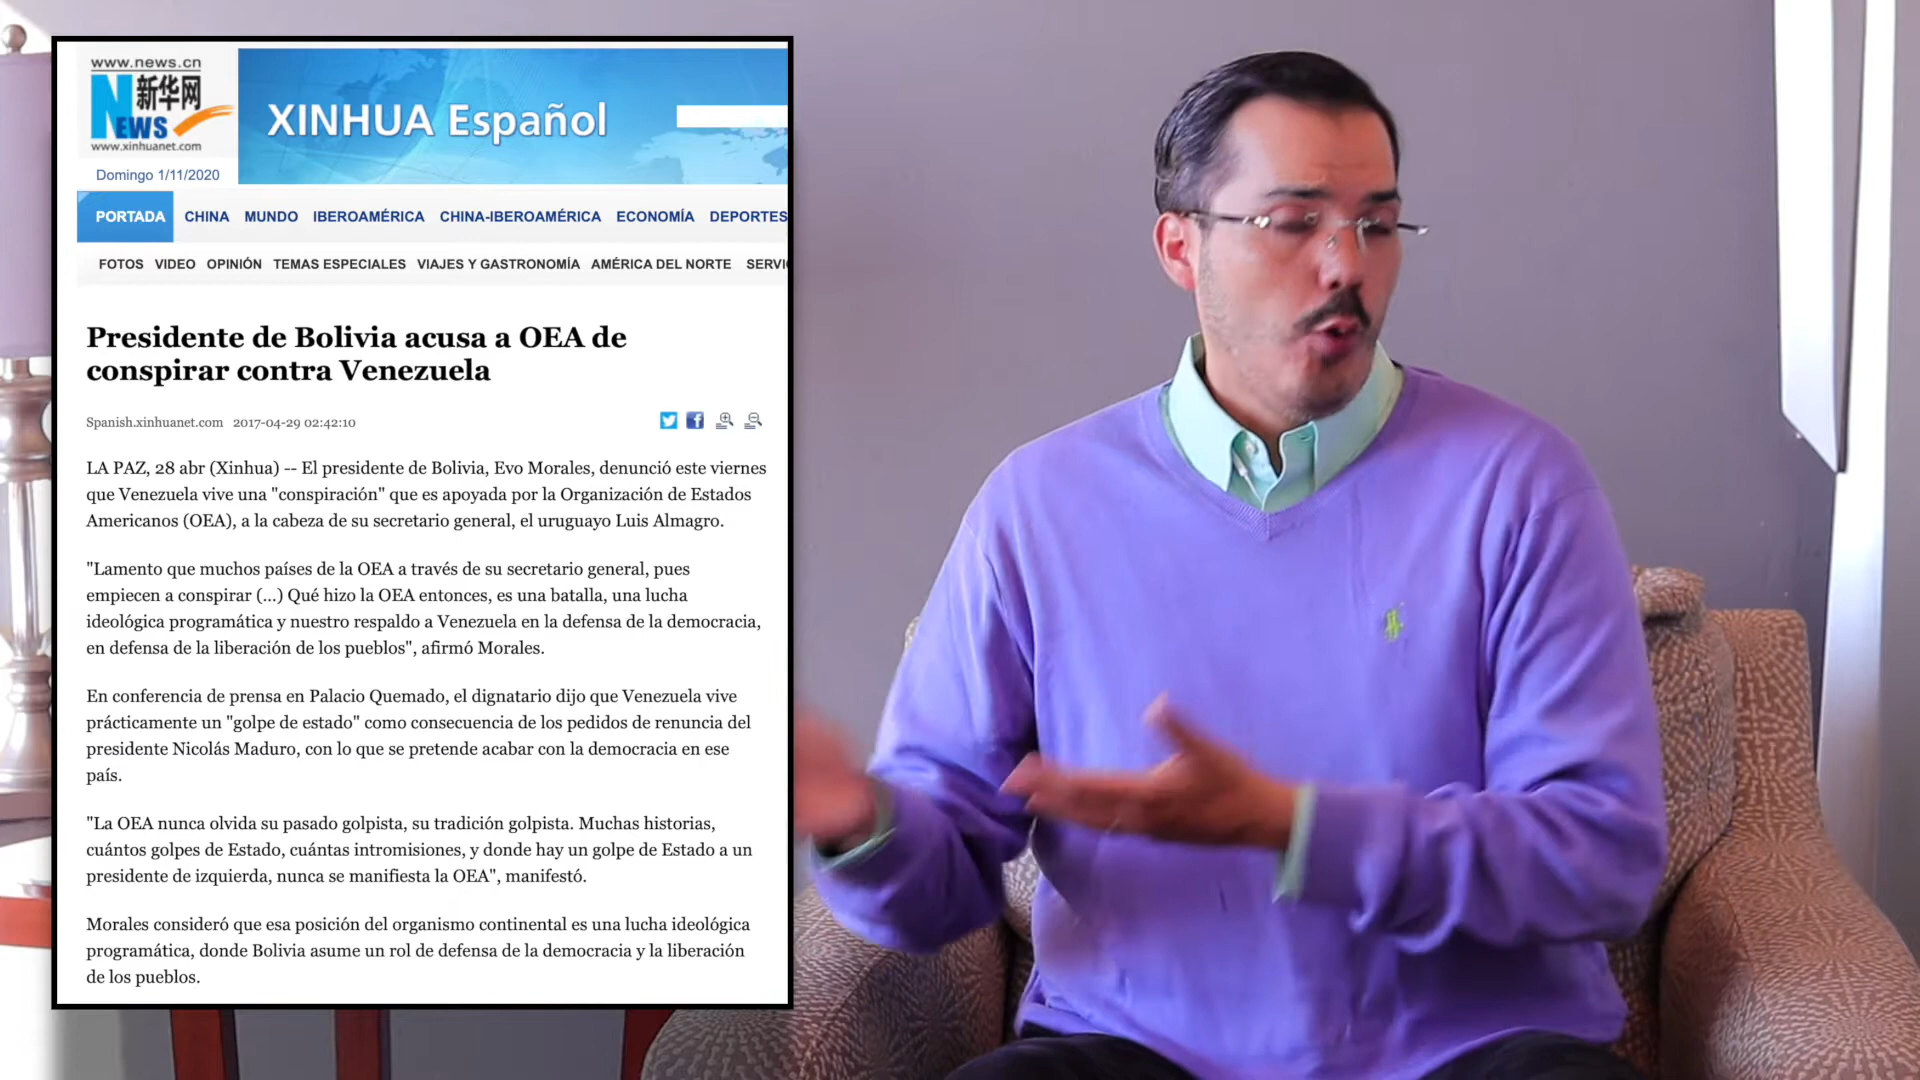 www.news.cn
新华网
NEWS
www.xinhuanet.com
XINHUA Español
Domingo 1/11/2020
PORTADA CHINA MUNDO IBEROAMÉRICA CHINA-IBEROAMÉRICA ECONOMÍA DEPORTES
FOTOS VIDEO OPINIÓN TEMAS ESPECIALES VIAJES Y GASTRONOMÍA AMÉRICA DEL NORTE SERVI
Presidente de Bolivia acusa a OEA de
conspirar contra Venezuela
Spanish.xinhuanet.com 2017-04-29 02:42:10
LA PAZ, 28 abr (Xinhua) -- El presidente de Bolivia, Evo Morales, denunció este viernes
que Venezuela vive una "conspiración" que es apoyada por la Organización de Estados
Americanos (OEA), a la cabeza de su secretario general, el uruguayo Luis Almagro.
"Lamento que muchos países de la OEA a través de su secretario general, pues
empiecen a conspirar (...) Qué hizo la OEA entonces, es una batalla, una lucha
ideológica programática y nuestro respaldo a Venezuela en la defensa de la democracia,
en defensa de la liberación de los pueblos", afirmó Morales.
En conferencia de prensa en Palacio Quemado, el dignatario dijo que Venezuela vive
prácticamente un "golpe de estado" como consecuencia de los pedidos de renuncia del
presidente Nicolás Maduro, con lo que se pretende acabar con la democracia en ese
país.
"La OEA nunca olvida su pasado golpista, su tradición golpista. Muchas historias,
cuántos golpes de Estado, cuántas intromisiones, y donde hay un golpe de Estado a un
presidente de izquierda, nunca se manifiesta la OEA", manifestó.
Morales consideró que esa posición del organismo continental es una lucha ideológica
programática, donde Bolivia asume un rol de defensa de la democracia y la liberación
de los pueblos.